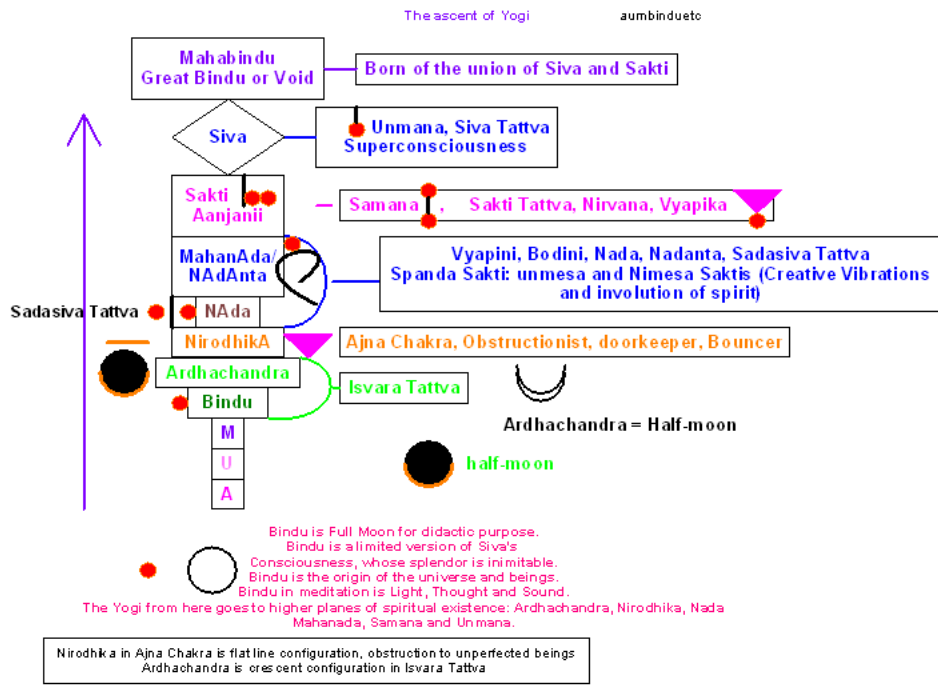 The ascent of Yogi
aumbinduetc
Mahabindu
Great Bindu or Void
Born of the union of Siva and Sakti
Siva
Unmana, Siva Tattva
Superconsciousness
Sakti
Aanjanii
Samana , Sakti Tattva, Nirvana, Vyapika
MahanAda/
NAdAnta
Vyapini, Bodini, Nada, Nadanta, Sadasiva Tattva
Spanda Sakti: unmesa and Nimesa Saktis (Creative Vibrations
and involution of spirit)
Sadasiva Tattva
NAda
NirodhikA
Ajna Chakra, Obstructionist, doorkeeper, Bouncer
Ardhachandra
Isvara Tattva
Bindu
Ardhachandra = Half-moon
M
U
A
half-moon
Bindu is Full Moon for didactic purpose.
Bindu is a limited version of Siva's
Consciousness, whose splendor is inimitable.
Bindu is the origin of the universe and beings.
Bindu in meditation is Light, Thought and Sound.
The Yogi from here goes to higher planes of spiritual existence: Ardhachandra, Nirodhika, Nada
Mahanada, Samana and Unmana.
Nirodhika in Ajna Chakra is flat line configuration, obstruction to unperfected beings
Ardhachandra is crescent configuration in Isvara Tattva